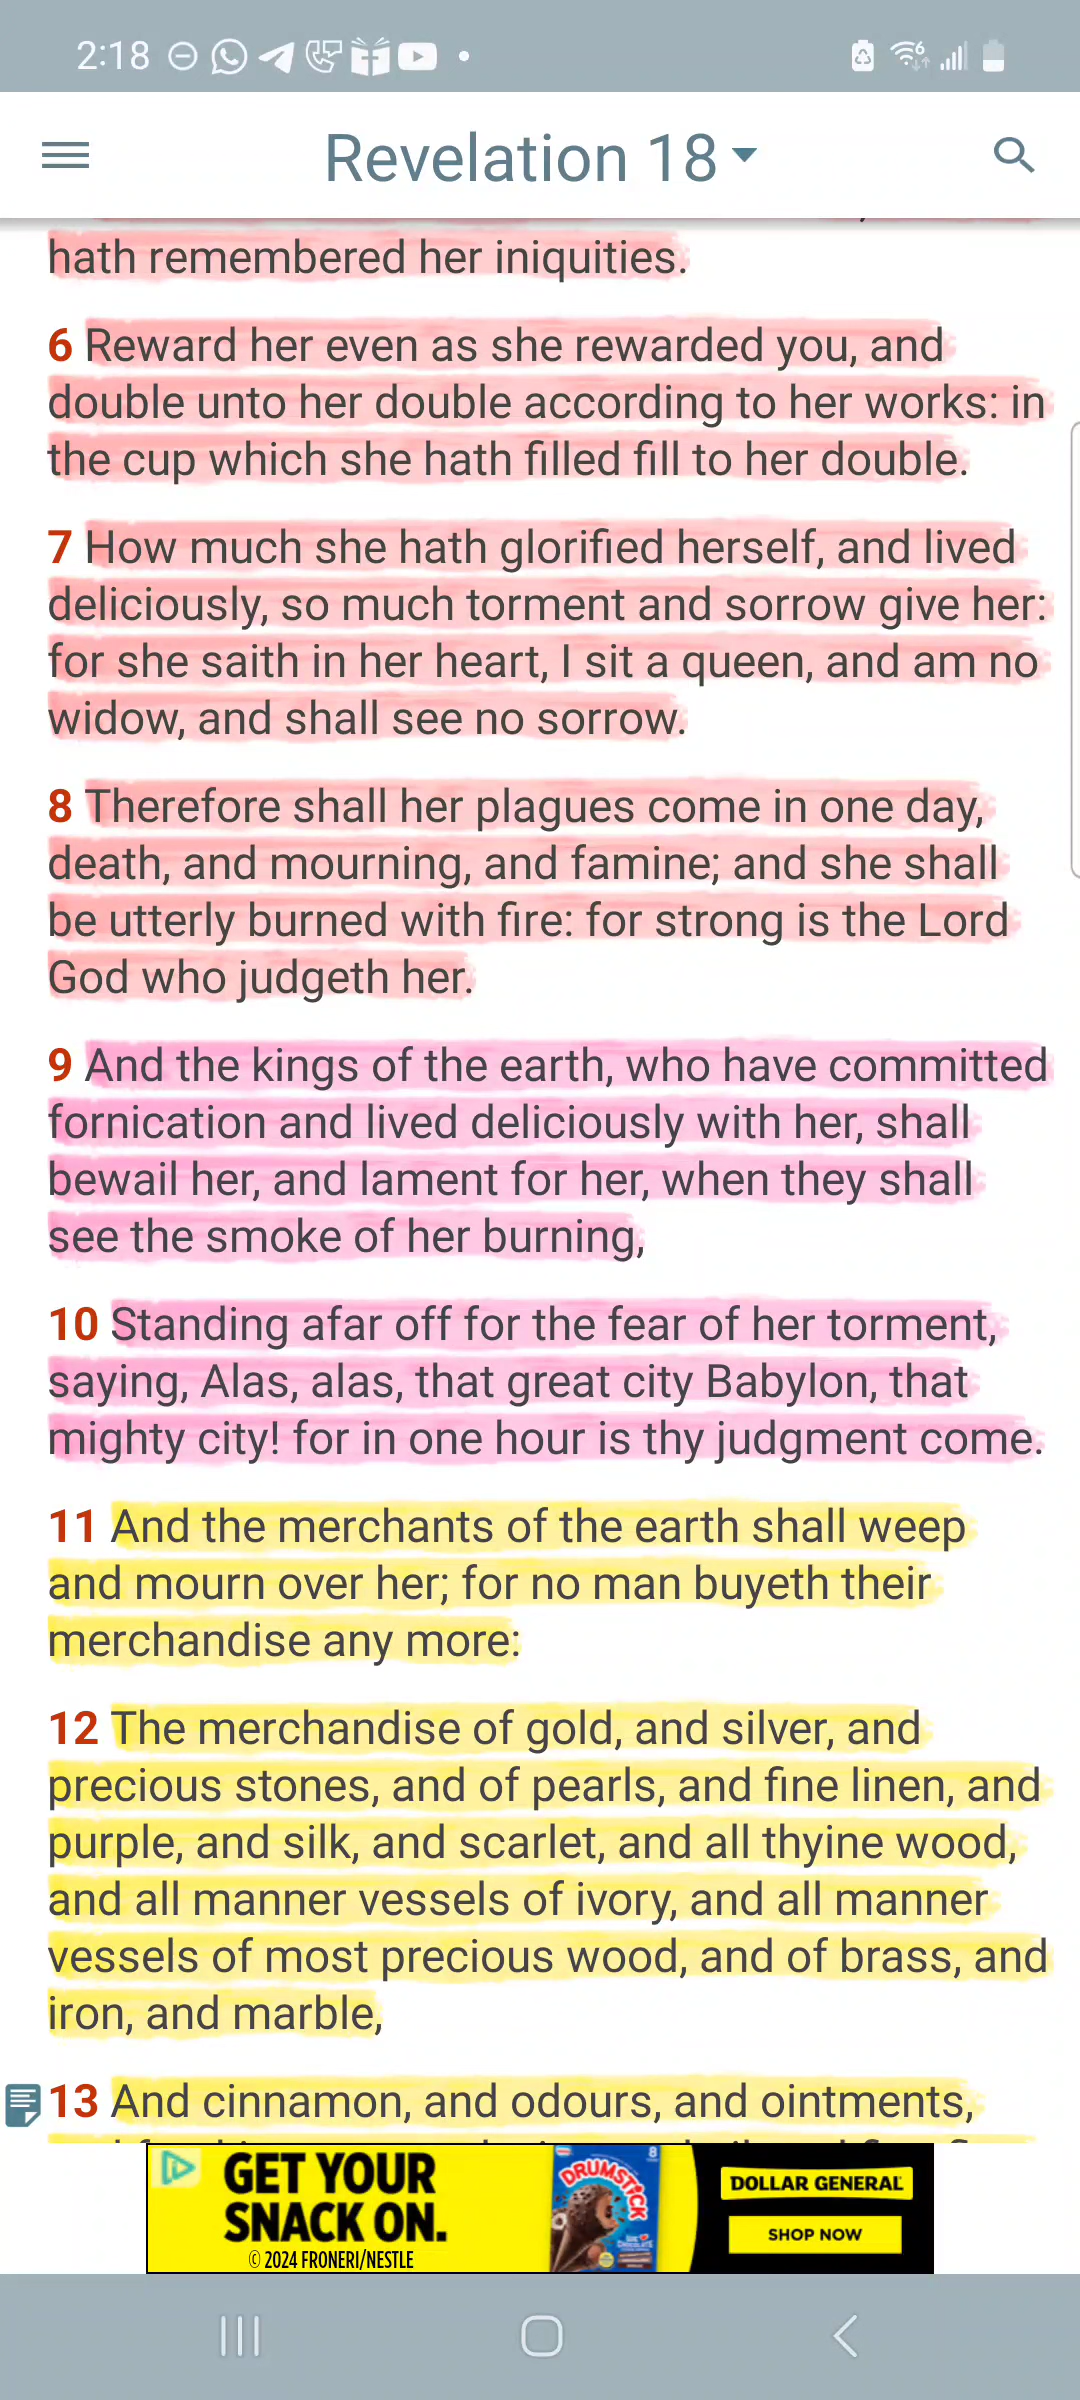 2:18
6
Revelation 18
hath remembered her iniquities.
6 Reward her even as she rewarded you, and
double unto her double according to her works: in
the cup which she hath filled fill to her double.
7 How much she hath glorified herself, and lived
deliciously, so much torment and sorrow give her:
for she saith in her heart, I sit a queen, and am no
widow, and shall see no sorrow.
8 Therefore shall her plagues come in one day,
death, and mourning, and famine; and she shall
be utterly burned with fire: for strong is the Lord
God who judgeth her.
9 And the kings of the earth, who have committed
fornication and lived deliciously with her, shall
bewail her, and lament for her, when they shall
see the smoke of her burning,
10 Standing afar off for the fear of her torment,
saying, Alas, alas, that great city Babylon, that
mighty city! for in one hour is thy judgment come.
11 And the merchants of the earth shall weep
and mourn over her; for no man buyeth their
merchandise any more:
12 The merchandise of gold, and silver, and
precious stones, and of pearls, and fine linen, and
purple, and silk, and scarlet, and all thyine wood,
and all manner vessels of ivory, and all manner
vessels of most precious wood, and of brass, and
iron, and marble,
13 And cinnamon, and odours, and ointments,
GET YOUR
SNACK ON.
© 2024 FRONERI/NESTLE
8
DRUMSTICK
DOLLAR GENERAL
SHOP NOW